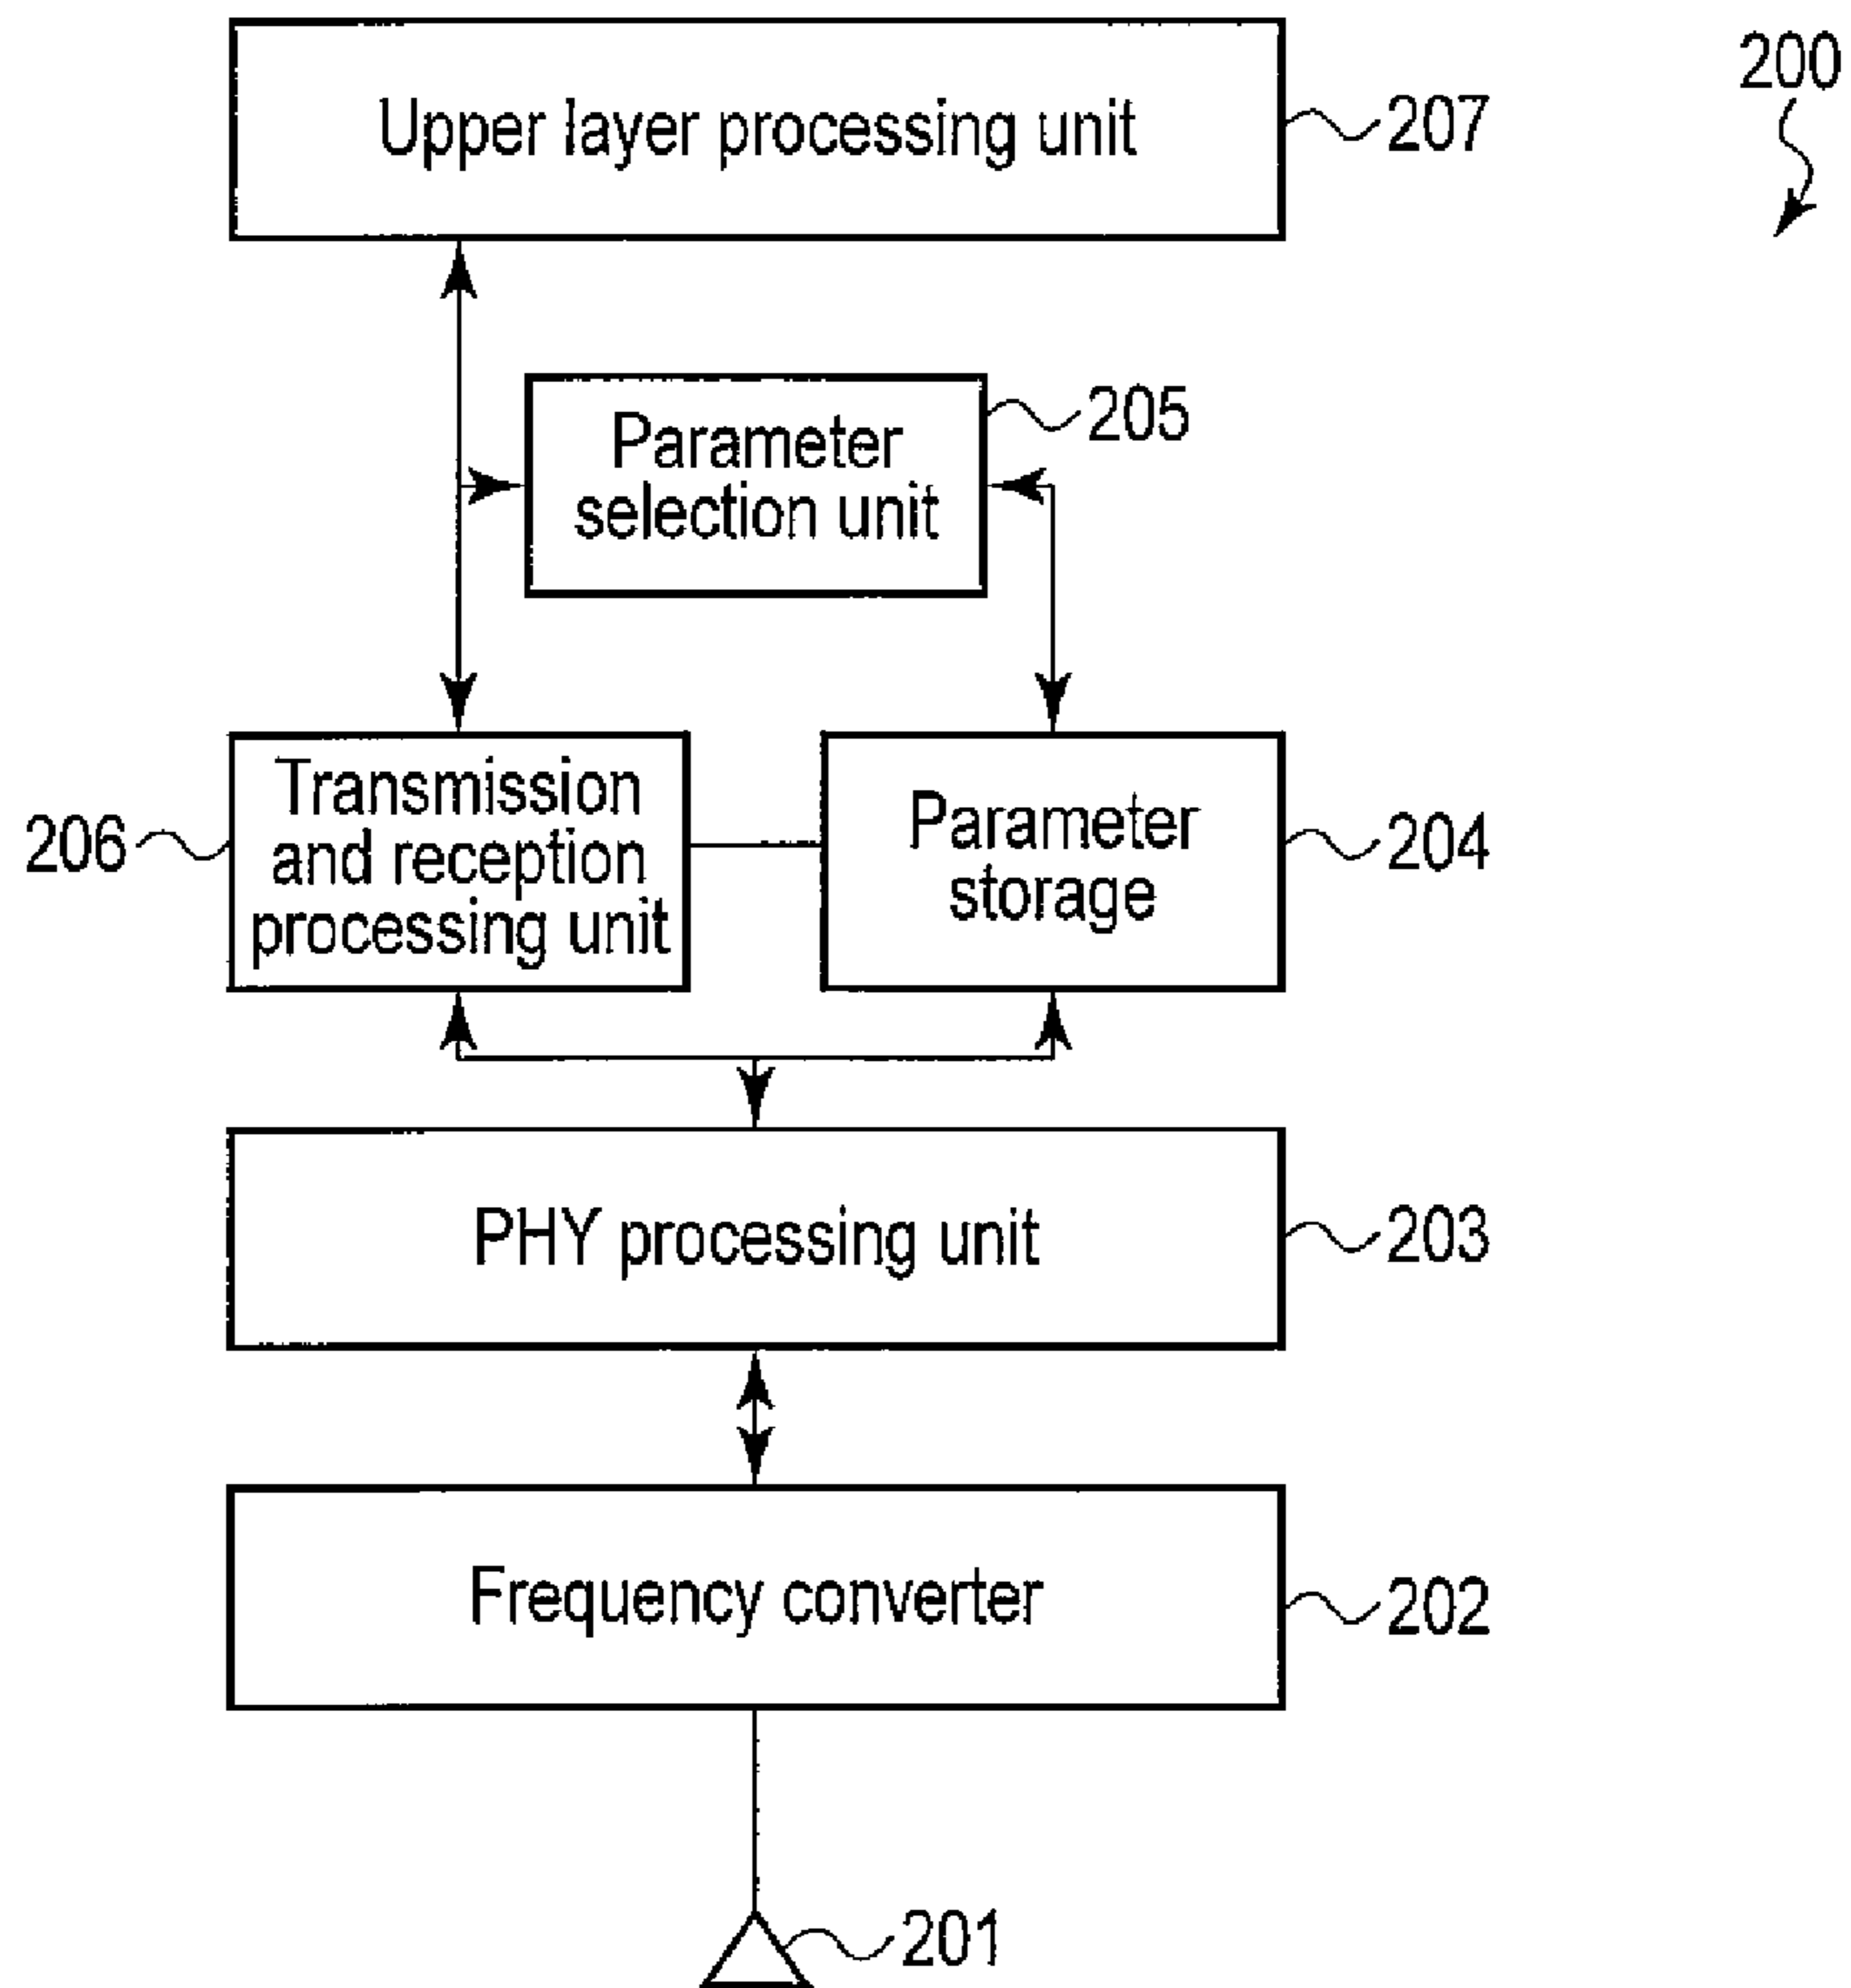 200
Upper layer processing unit
207
Parameter
selection unit
205
Transmission
and reception
processing unit
206
Parameter
storage
204
PHY processing unit
203
Frequency converter
202
201